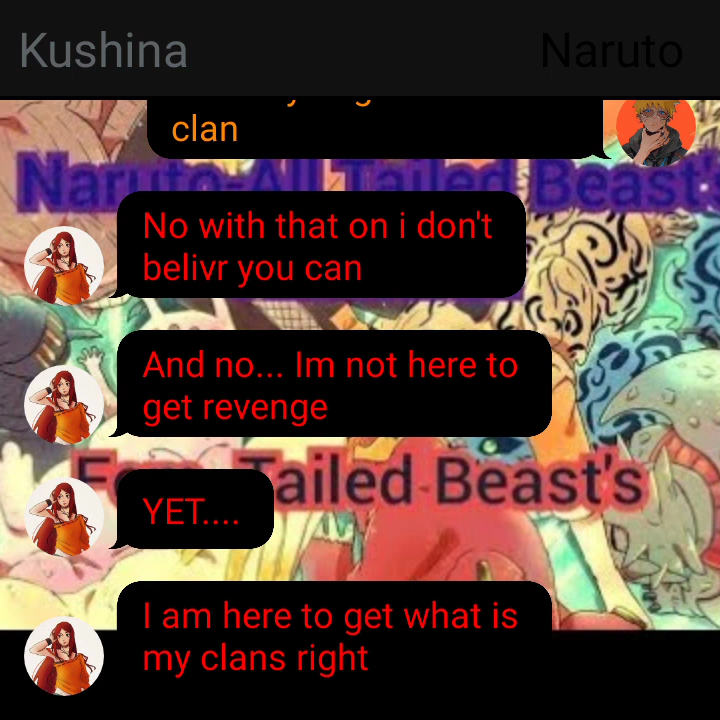 Kushina
Naruto
clan
Naruto-All Tailed Beast's
No with that on i don't
belivr you can
And no... Im not here to
get revenge
Tailed Beast's
YET....
I am here to get what is
my clans right